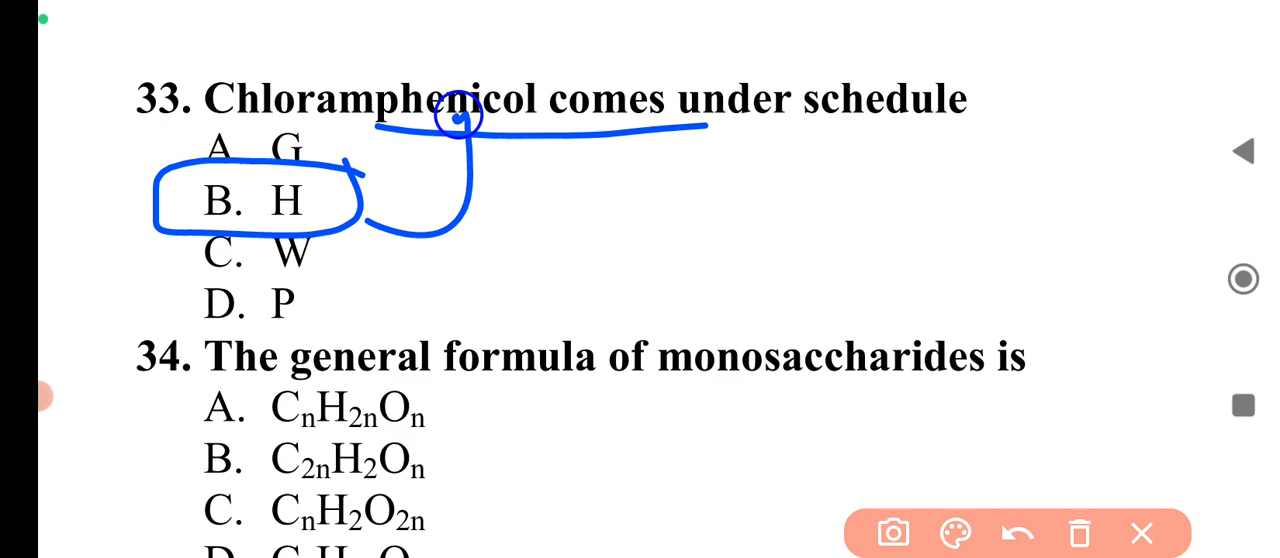 33. Chloramphenicol comes under schedule
A G
B. H
C. W
D. P
34. The general formula of monosaccharides is
A. CₙH₂ₙOₙ
B. C₂ₙH₂Oₙ
C. CₙH₂O₂ₙ